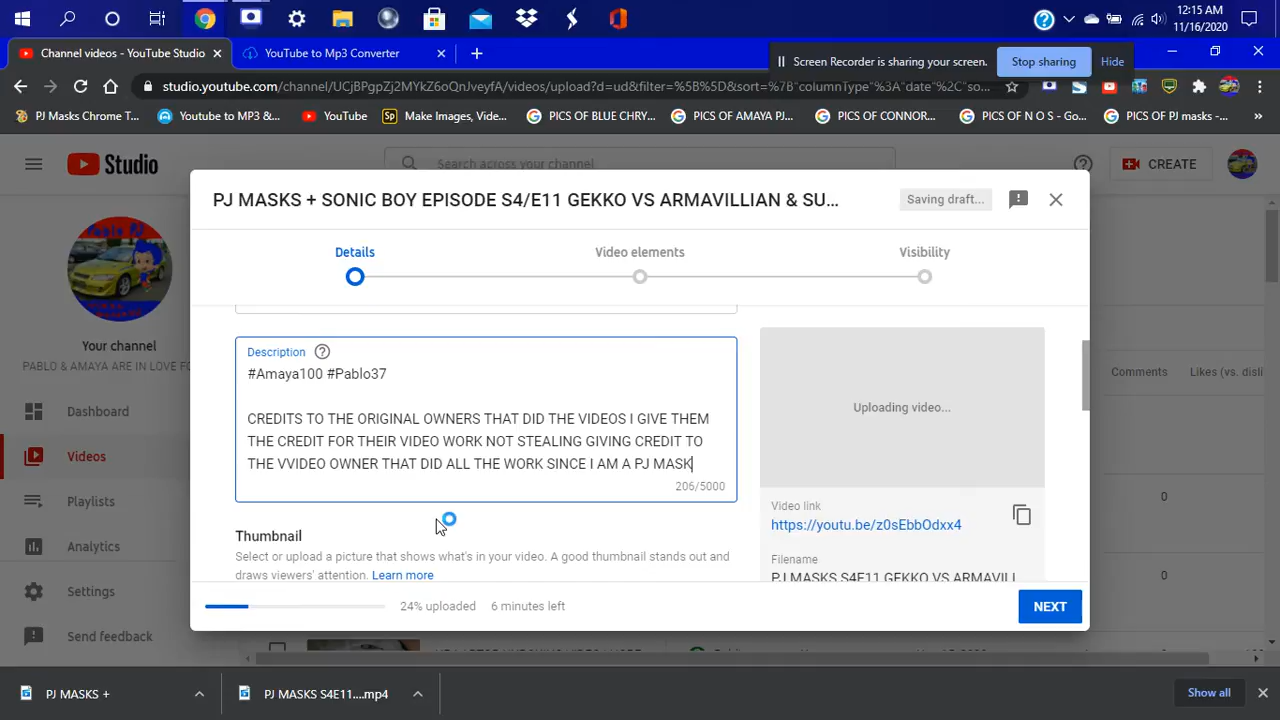 12:15 AM
11/16/2020
Channel videos - YouTube Studio
YouTube to Mp3 Converter
Screen Recorder is sharing your screen.
Stop sharing
Hide
studio.youtube.com/channel/UCJBPgpZj2MYkZ6oQnJveyfA/videos/upload?d=ud&filter=%5B%5D&sort=%7B"columnType"%3A"date"%2C"so...
PJ Masks Chrome T...
Youtube to MP3 &...
YouTube
Sp
Make Images, Vide...
PICS OF BLUE CHRY...
PICS OF AMAYA PJ...
PICS OF CONNOR...
PICS OF N O S - Go...
PICS OF PJ masks -...
»
Studio
Search across your channel
CREATE
PJ MASKS + SONIC BOY EPISODE S4/E11 GEKKO VS ARMAVILLIAN & SU...
Saving draft...
Details
Video elements
Visibility
Pablo PJ
Your channel
PABLO & AMAYA ARE IN LOVE FO
Dashboard
Videos
Playlists
Analytics
Settings
Send feedback
Description
#Amaya100 #Pablo37
CREDITS TO THE ORIGINAL OWNERS THAT DID THE VIDEOS I GIVE THEM
THE CREDIT FOR THEIR VIDEO WORK NOT STEALING GIVING CREDIT TO
THE VVIDEO OWNER THAT DID ALL THE WORK SINCE I AM A PJ MASK
206/5000
Thumbnail
Select or upload a picture that shows what's in your video. A good thumbnail stands out and
draws viewers' attention. Learn more
Uploading video...
Video link
https://youtu.be/z0sEbbOdxx4
Filename
PJ MASKS S4E11 GEKKO VS ARMAVILL
Comments
Likes (vs. disli
0
0
24% uploaded
6 minutes left
NEXT
PJ MASKS +
PJ MASKS S4E11....mp4
Show all